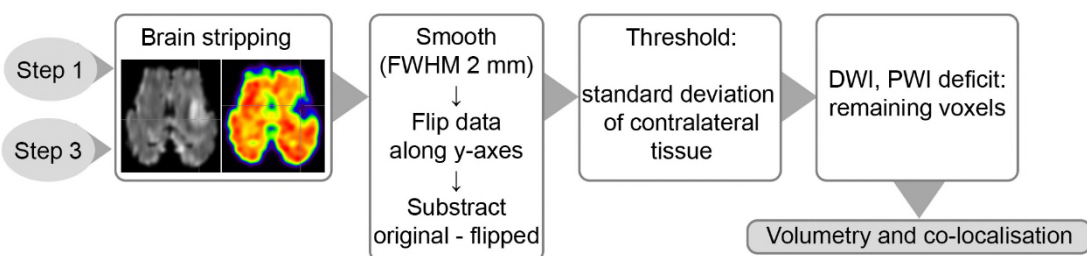 Step 1
Step 3
Brain stripping
Smooth
(FWHM 2 mm)
↓
Flip data
along y-axes
↓
Substract
original - flipped
Threshold:
standard deviation
of contralateral
tissue
DWI, PWI deficit:
remaining voxels
Volumetry and co-localisation